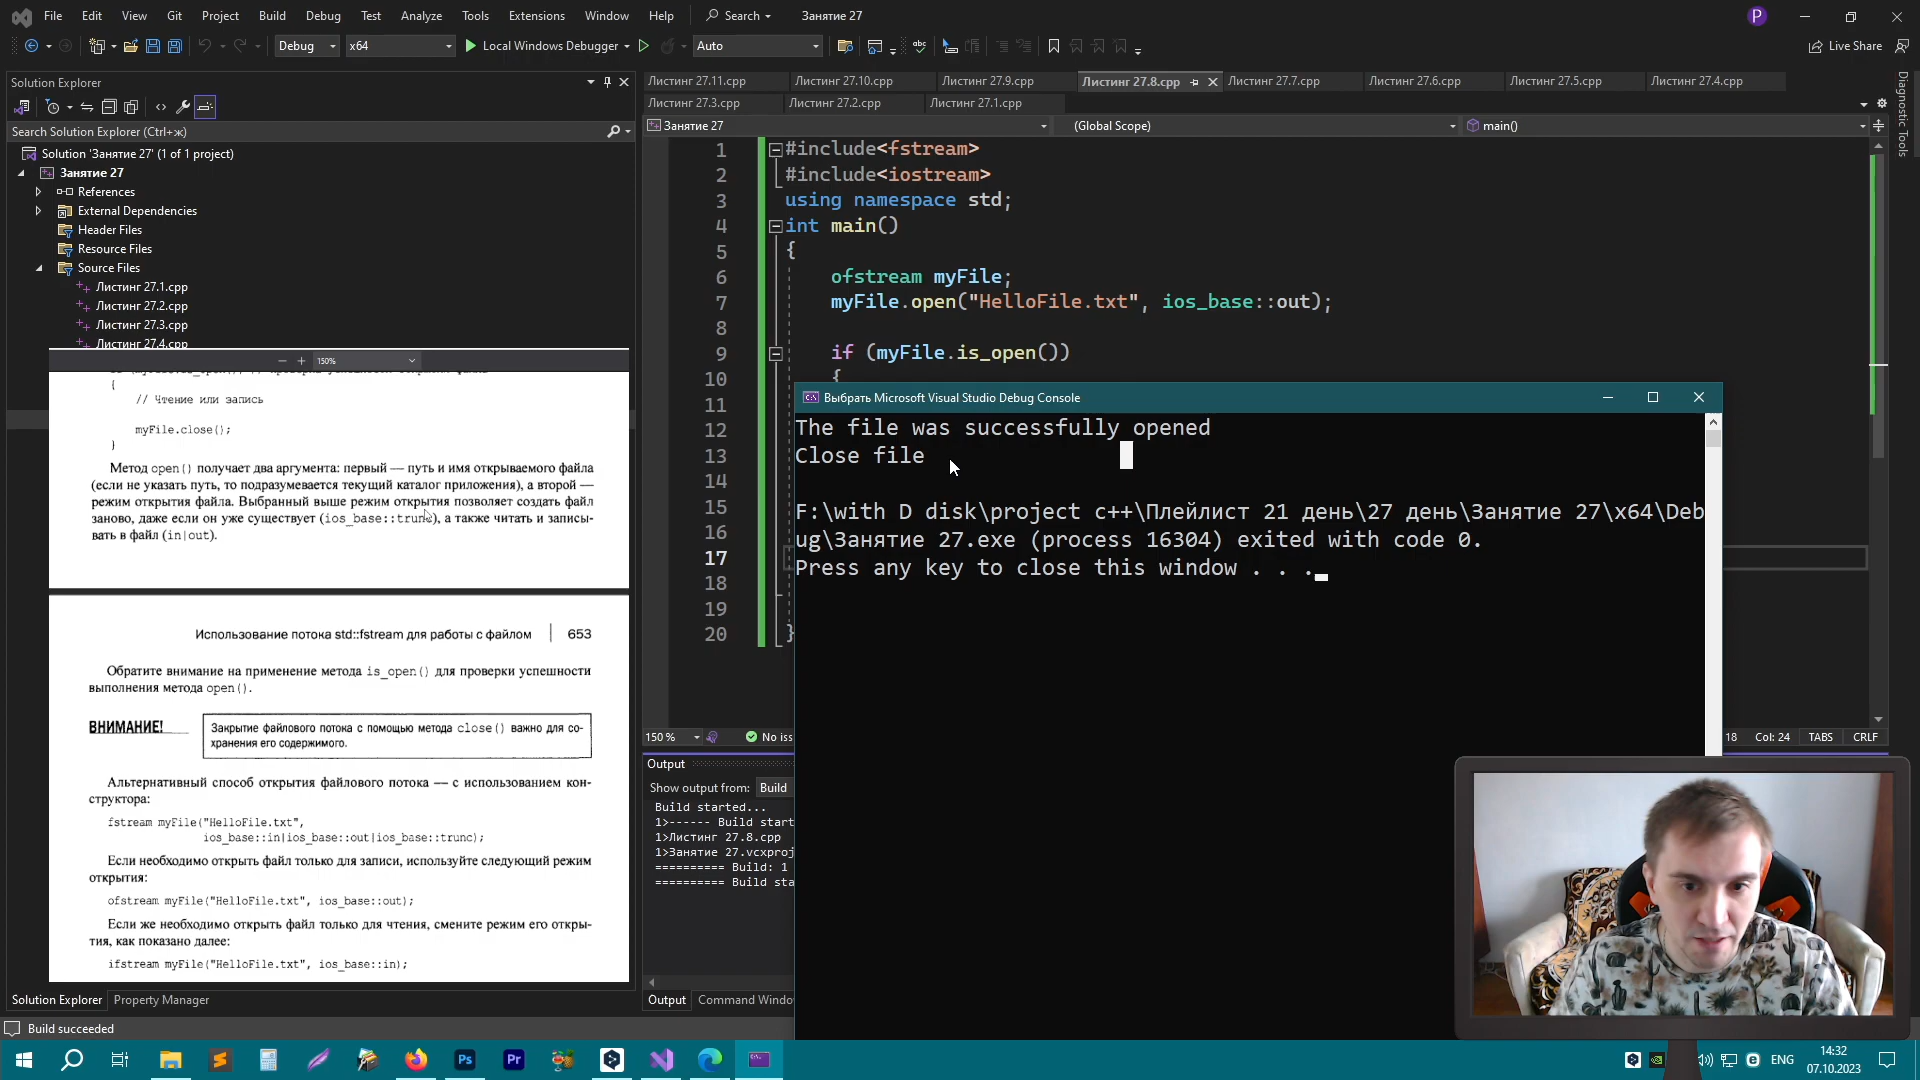 File Edit View Git Project Build Debug Test Analyze Tools Extensions Window Help Search Занятие 27
P
Debug x64 Local Windows Debugger Auto Live Share
Solution Explorer
Search Solution Explorer (Ctrl+ж)
Solution 'Занятие 27' (1 of 1 project)
Занятие 27
References
External Dependencies
Header Files
Resource Files
Source Files
Листинг 27.1.cpp
Листинг 27.2.cpp
Листинг 27.3.cpp
Листинг 27.4.cpp
150%
{
// Чтение или запись
myFile.close();
}
Метод open() получает два аргумента: первый — путь и имя открываемого файла
(если не указать путь, то подразумевается текущий каталог приложения), а второй —
режим открытия файла. Выбранный выше режим открытия позволяет создать файл
заново, даже если он уже существует (ios_base::trunc), а также читать и записы-
вать в файл (in|out).
Использование потока std::fstream для работы с файлом 653
Обратите внимание на применение метода is_open() для проверки успешности
выполнения метода open().
ВНИМАНИЕ!
Закрытие файлового потока с помощью метода close() важно для со-
хранения его содержимого.
Альтернативный способ открытия файлового потока — с использованием кон-
структора:
fstream myFile("HelloFile.txt",
ios_base::in|ios_base::out|ios_base::trunc);
Если необходимо открыть файл только для записи, используйте следующий режим
открытия:
ofstream myFile("HelloFile.txt", ios_base::out);
Если же необходимо открыть файл только для чтения, смените режим его откры-
тия, как показано далее:
ifstream myFile("HelloFile.txt", ios_base::in);
Solution Explorer Property Manager
Листинг 27.11.cpp Листинг 27.10.cpp Листинг 27.9.cpp Листинг 27.8.cpp Листинг 27.7.cpp Листинг 27.6.cpp Листинг 27.5.cpp Листинг 27.4.cpp
Листинг 27.3.cpp Листинг 27.2.cpp Листинг 27.1.cpp
Занятие 27 (Global Scope) main()
Diagnostic Tools
1 #include<fstream>
2 #include<iostream>
3 using namespace std;
4 int main()
5 {
6 ofstream myFile;
7 myFile.open("HelloFile.txt", ios_base::out);
8
9 if (myFile.is_open())
10 {
11
12
13
14
15
16
17
18
19
20 }
Выбрать Microsoft Visual Studio Debug Console
The file was successfully opened
Close file
F:\with D disk\project c++\Плейлист 21 день\27 день\Занятие 27\x64\Deb
ug\Занятие 27.exe (process 16304) exited with code 0.
Press any key to close this window . . .
150 % No iss 18 Col: 24 TABS CRLF
Output
Show output from: Build
Build started...
1>------ Build start
1>Листинг 27.8.cpp
1>Занятие 27.vcxproj
========== Build: 1
========== Build sta
Output Command Windo
Build succeeded
Ps Pr ENG 14:32
07.10.2023